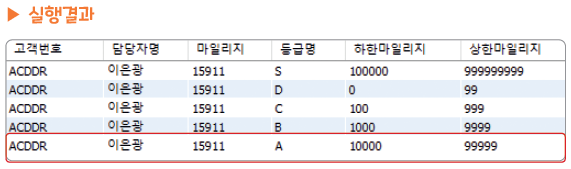 ▶ 실행결과
고객번호 담당자명 마일리지 등급명 하한마일리지 상한마일리지
ACDDR 이은광 15911 S 100000 999999999
ACDDR 이은광 15911 D 0 99
ACDDR 이은광 15911 C 100 999
ACDDR 이은광 15911 B 1000 9999
ACDDR 이은광 15911 A 10000 99999